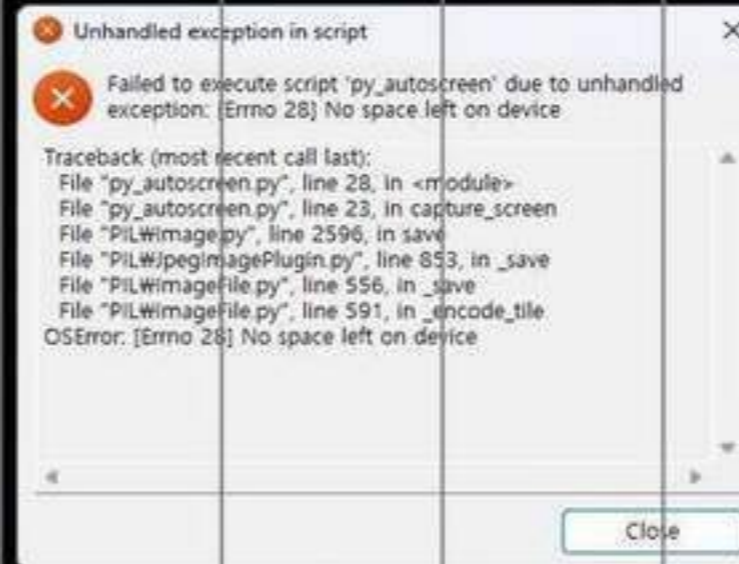 Unhandled exception in script
Failed to execute script 'py_autoscreen' due to unhandled
exception: [Errno 28] No space left on device
Traceback (most recent call last):
File "py_autoscreen.py", line 28, in <module>
File "py_autoscreen.py", line 23, in capture_screen
File "PIL₩Image.py", line 2596, in save
File "PIL₩JpegImagePlugin.py", line 853, in _save
File "PIL₩ImageFile.py", line 556, in _save
File "PIL₩ImageFile.py", line 591, in _encode_tile
OSError: [Errno 28] No space left on device
Close